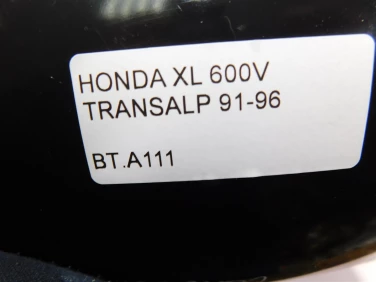 HONDA XL 600V
TRANSALP 91-96
BT.A111